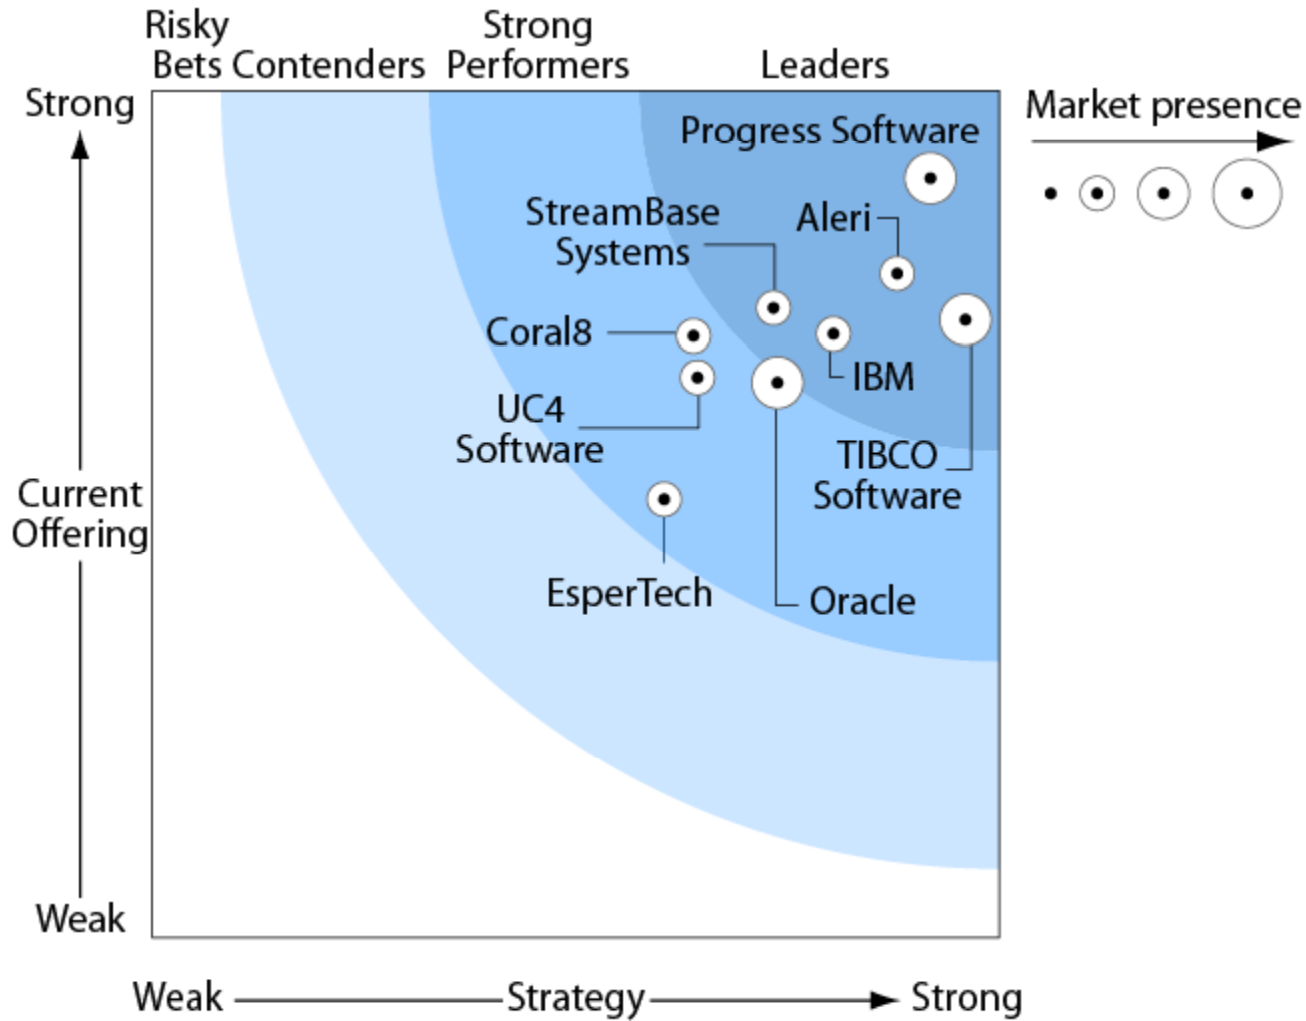 Risky
Bets
Contenders
Strong
Performers
Leaders
Strong
Current
Offering
Weak
Progress Software
StreamBase
Systems
Aleri
Coral8
IBM
UC4
Software
TIBCO
Software
EsperTech
Oracle
Market presence
Weak
Strategy
Strong